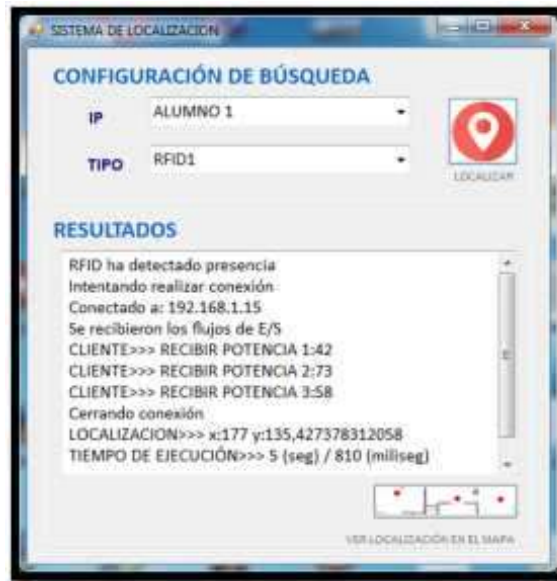 SISTEMA DE LOCALIZACION
CONFIGURACIÓN DE BÚSQUEDA
IP ALUMNO 1
TIPO RFID1
LOCALIZAR
RESULTADOS
RFID ha detectado presencia
Intentando realizar conexión
Conectado a: 192.168.1.15
Se recibieron los flujos de E/S
CLIENTE>>> RECIBIR POTENCIA 1:42
CLIENTE>>> RECIBIR POTENCIA 2:73
CLIENTE>>> RECIBIR POTENCIA 3:58
Cerrando conexión
LOCALIZACION>>> x:177 y:135,427378312058
TIEMPO DE EJECUCIÓN>>> 5 (seg) / 810 (miliseg)
VER LOCALIZACIÓN EN EL MAPA